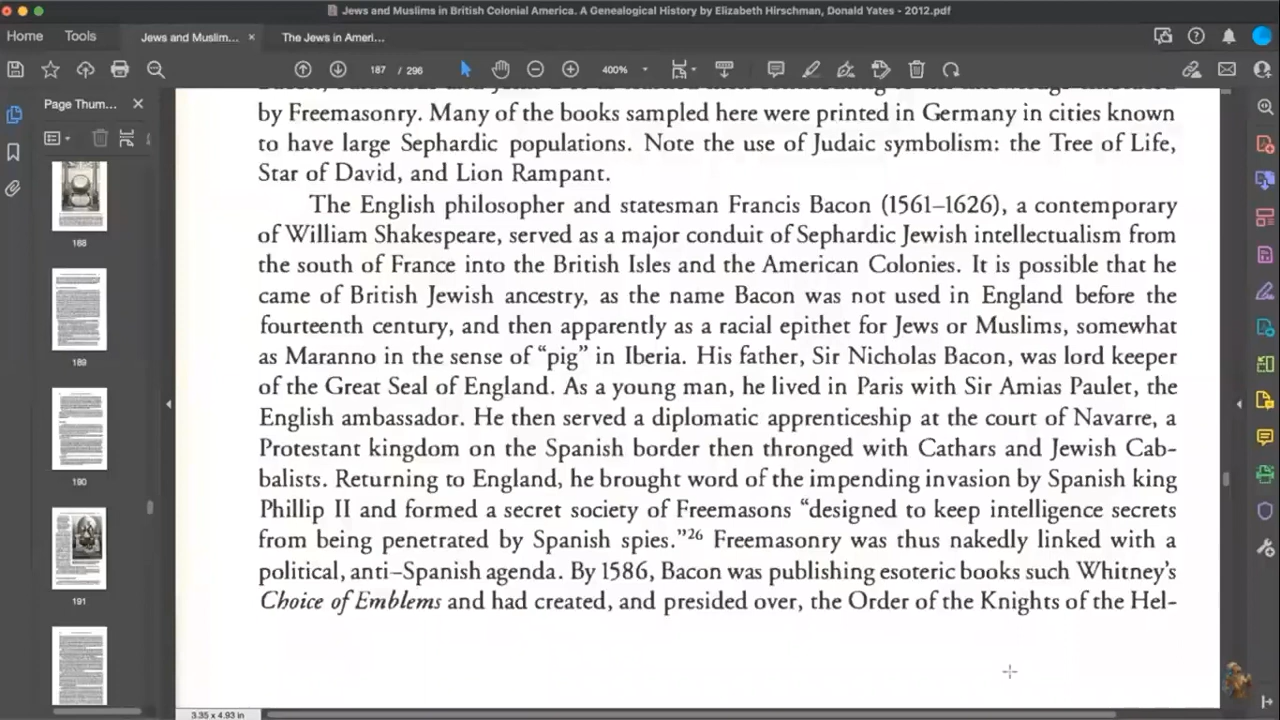 Jews and Muslims in British Colonial America. A Genealogical History by Elizabeth Hirschman, Donald Yates - 2012.pdf
Home Tools Jews and Muslim... × The Jews in Ameri...
187 / 296 400%
Page Thum... ×
188
189
190
191
by Freemasonry. Many of the books sampled here were printed in Germany in cities known
to have large Sephardic populations. Note the use of Judaic symbolism: the Tree of Life,
Star of David, and Lion Rampant.
The English philosopher and statesman Francis Bacon (1561–1626), a contemporary
of William Shakespeare, served as a major conduit of Sephardic Jewish intellectualism from
the south of France into the British Isles and the American Colonies. It is possible that he
came of British Jewish ancestry, as the name Bacon was not used in England before the
fourteenth century, and then apparently as a racial epithet for Jews or Muslims, somewhat
as Maranno in the sense of “pig” in Iberia. His father, Sir Nicholas Bacon, was lord keeper
of the Great Seal of England. As a young man, he lived in Paris with Sir Amias Paulet, the
English ambassador. He then served a diplomatic apprenticeship at the court of Navarre, a
Protestant kingdom on the Spanish border then thronged with Cathars and Jewish Cab-
balists. Returning to England, he brought word of the impending invasion by Spanish king
Phillip II and formed a secret society of Freemasons “designed to keep intelligence secrets
from being penetrated by Spanish spies.”26 Freemasonry was thus nakedly linked with a
political, anti–Spanish agenda. By 1586, Bacon was publishing esoteric books such Whitney’s
Choice of Emblems and had created, and presided over, the Order of the Knights of the Hel-
3.35 x 4.93 in